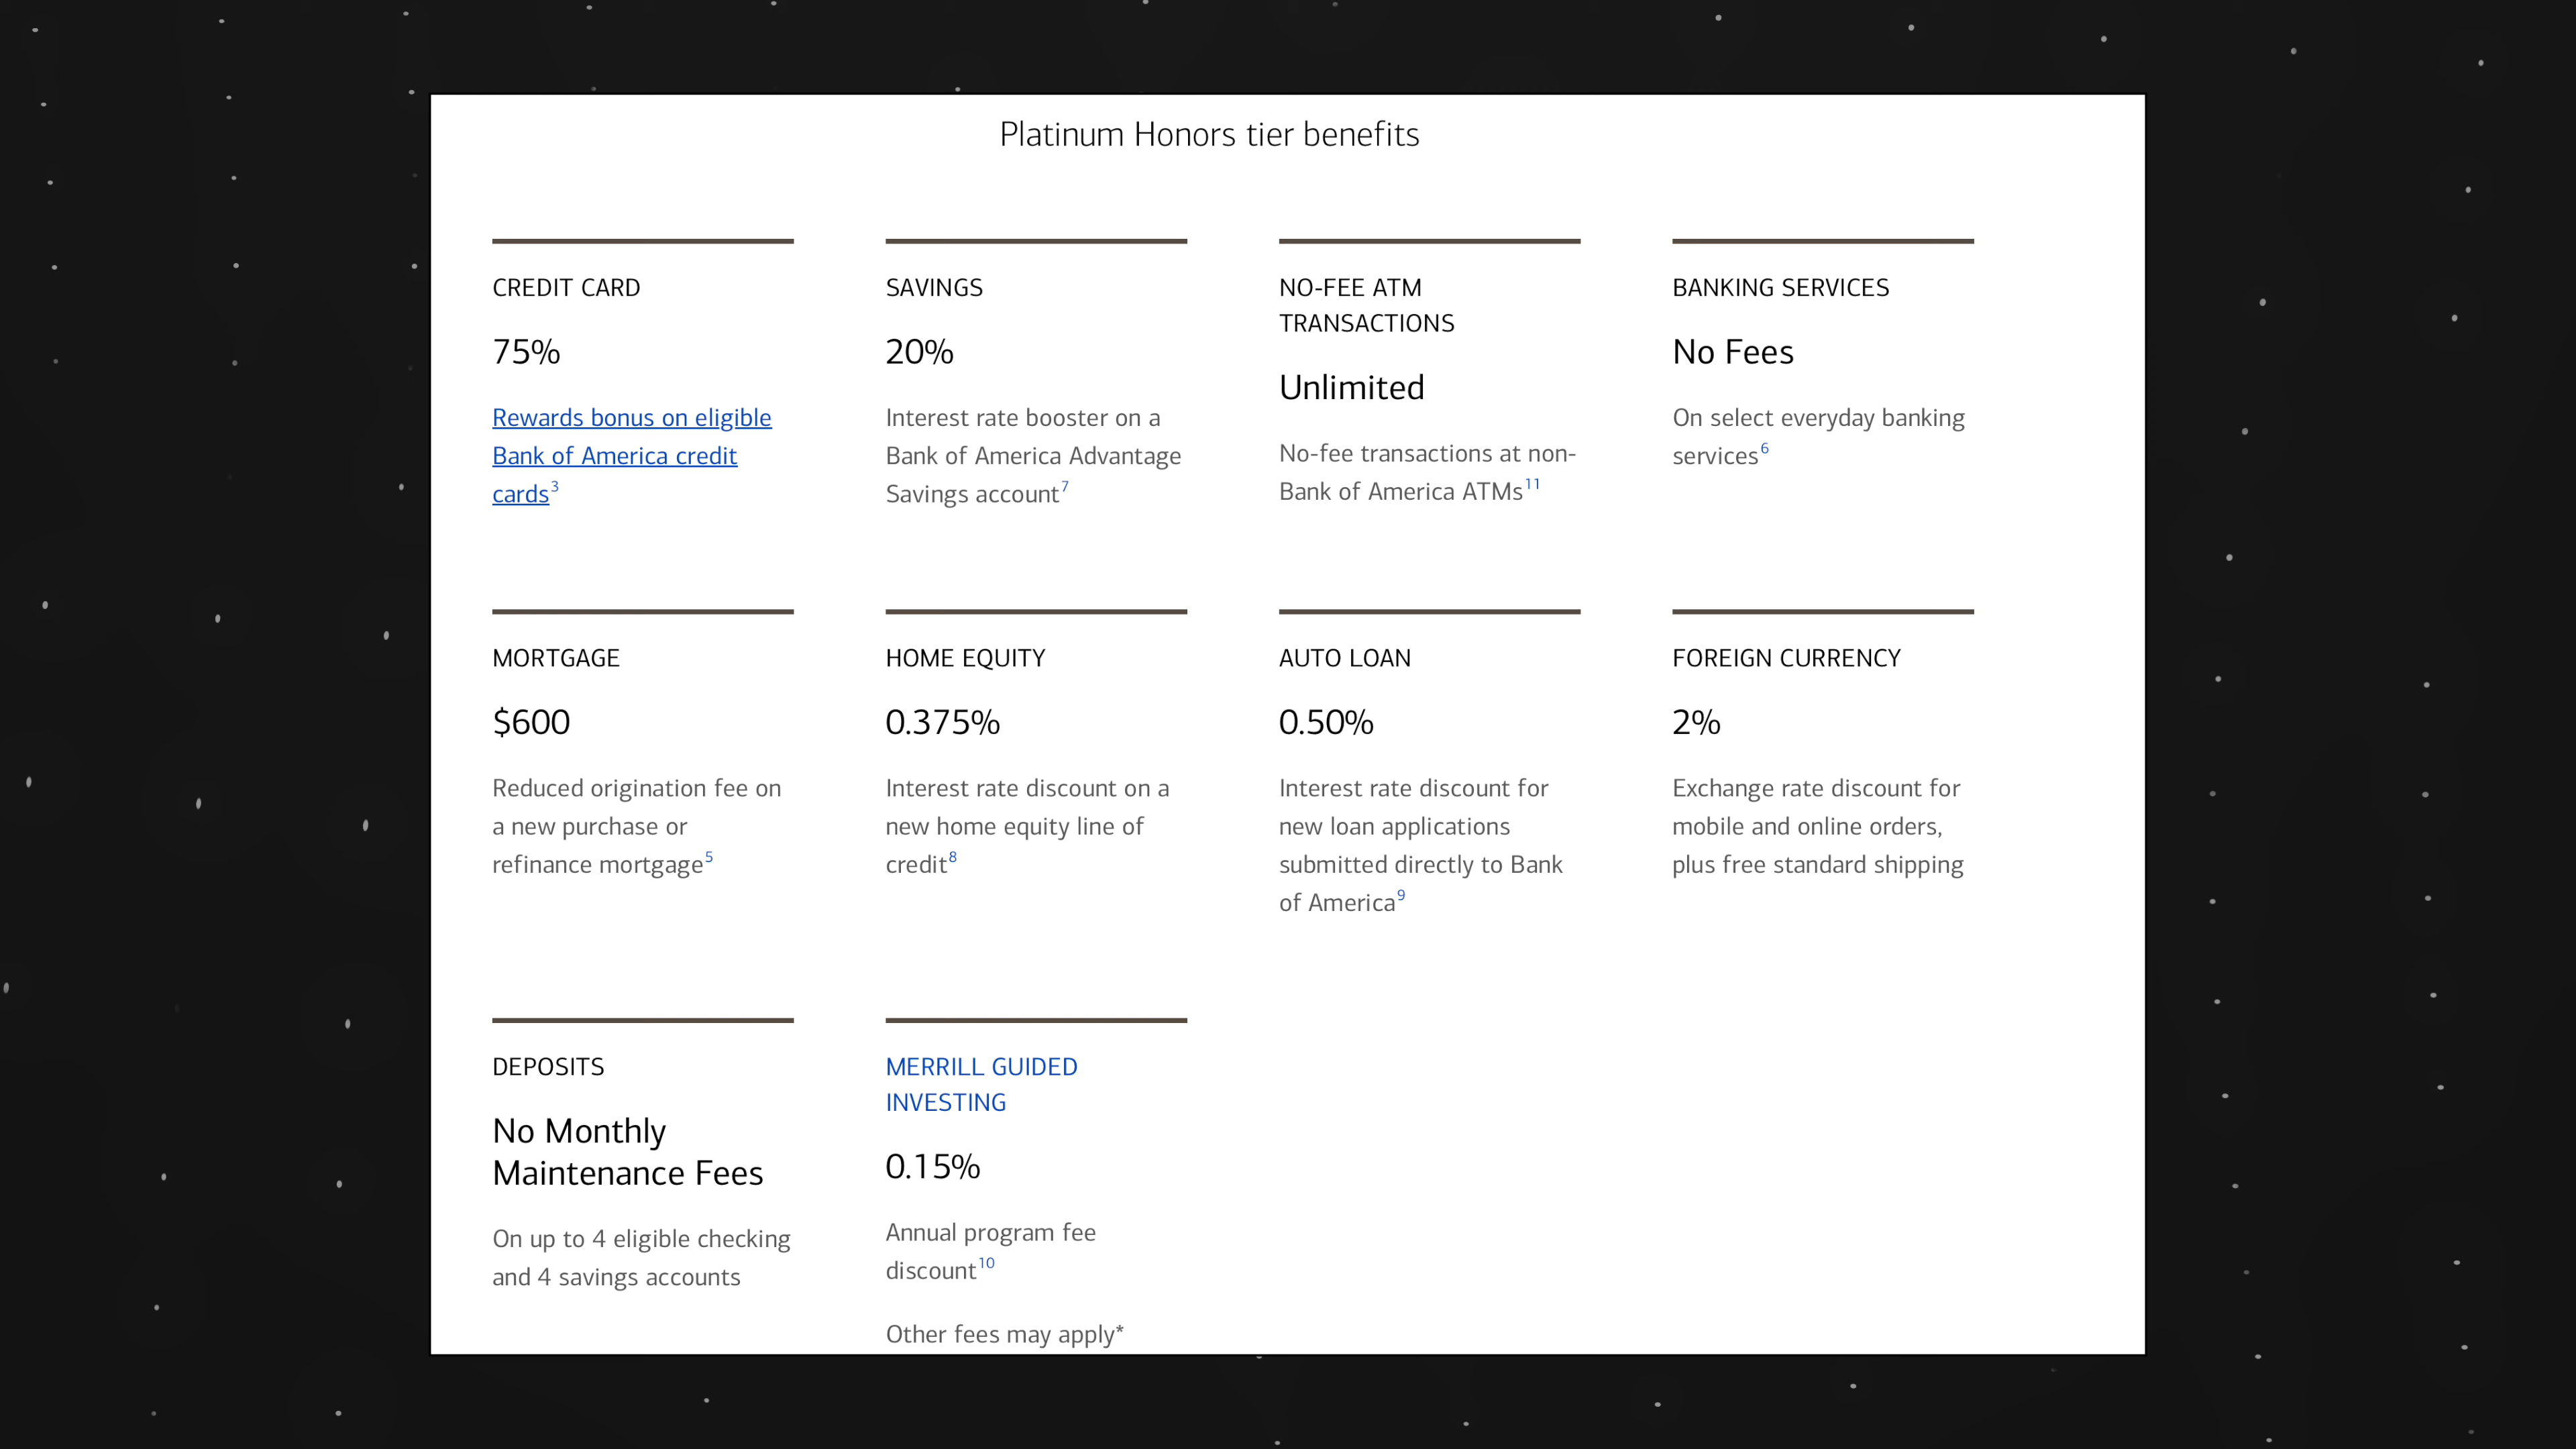 Platinum Honors tier benefits
CREDIT CARD
75%
Rewards bonus on eligible
Bank of America credit
cards3
SAVINGS
20%
Interest rate booster on a
Bank of America Advantage
Savings account7
NO-FEE ATM
TRANSACTIONS
Unlimited
No-fee transactions at non-
Bank of America ATMs11
BANKING SERVICES
No Fees
On select everyday banking
services6
MORTGAGE
$600
Reduced origination fee on
a new purchase or
refinance mortgage5
HOME EQUITY
0.375%
Interest rate discount on a
new home equity line of
credit8
AUTO LOAN
0.50%
Interest rate discount for
new loan applications
submitted directly to Bank
of America9
FOREIGN CURRENCY
2%
Exchange rate discount for
mobile and online orders,
plus free standard shipping
DEPOSITS
No Monthly
Maintenance Fees
On up to 4 eligible checking
and 4 savings accounts
MERRILL GUIDED
INVESTING
0.15%
Annual program fee
discount10
Other fees may apply*